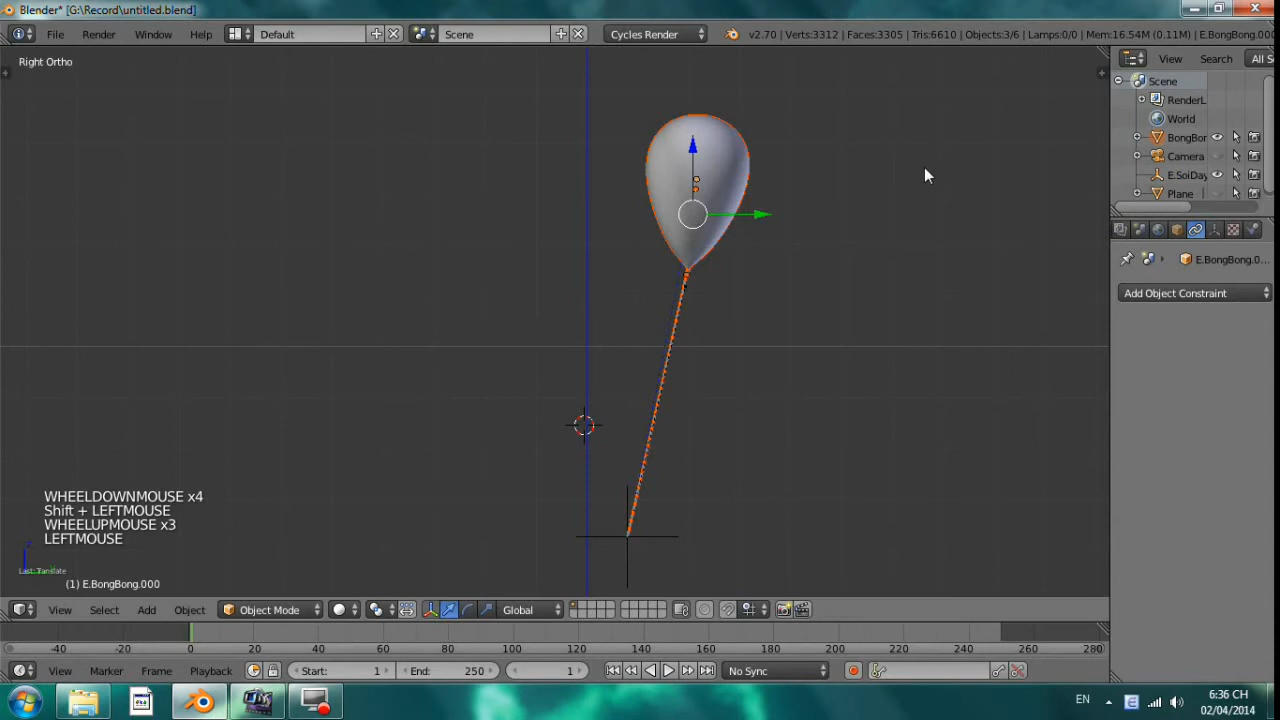 Blender* [G:\Record\untitled.blend]
File Render Window Help Default Scene Cycles Render v2.70 | Verts:3312 | Faces:3305 | Tris:6610 | Objects:3/6 | Lamps:0/0 | Mem:16.54M (0.11M) | E.BongBong.000
Right Ortho
View Search All S
Scene
RenderL
World
BongBor
Camera
E.SoiDay
Plane
E.BongBong.0...
Add Object Constraint
WHEELDOWNMOUSE x4
Shift + LEFTMOUSE
WHEELUPMOUSE x3
LEFTMOUSE
Last: Translate
(1) E.BongBong.000
View Select Add Object Object Mode Global
-40 -20 0 20 40 60 80 100 120 140 160 180 200 220 240 260 280
View Marker Frame Playback Start: 1 End: 250 1 No Sync
EN
6:36 CH
02/04/2014